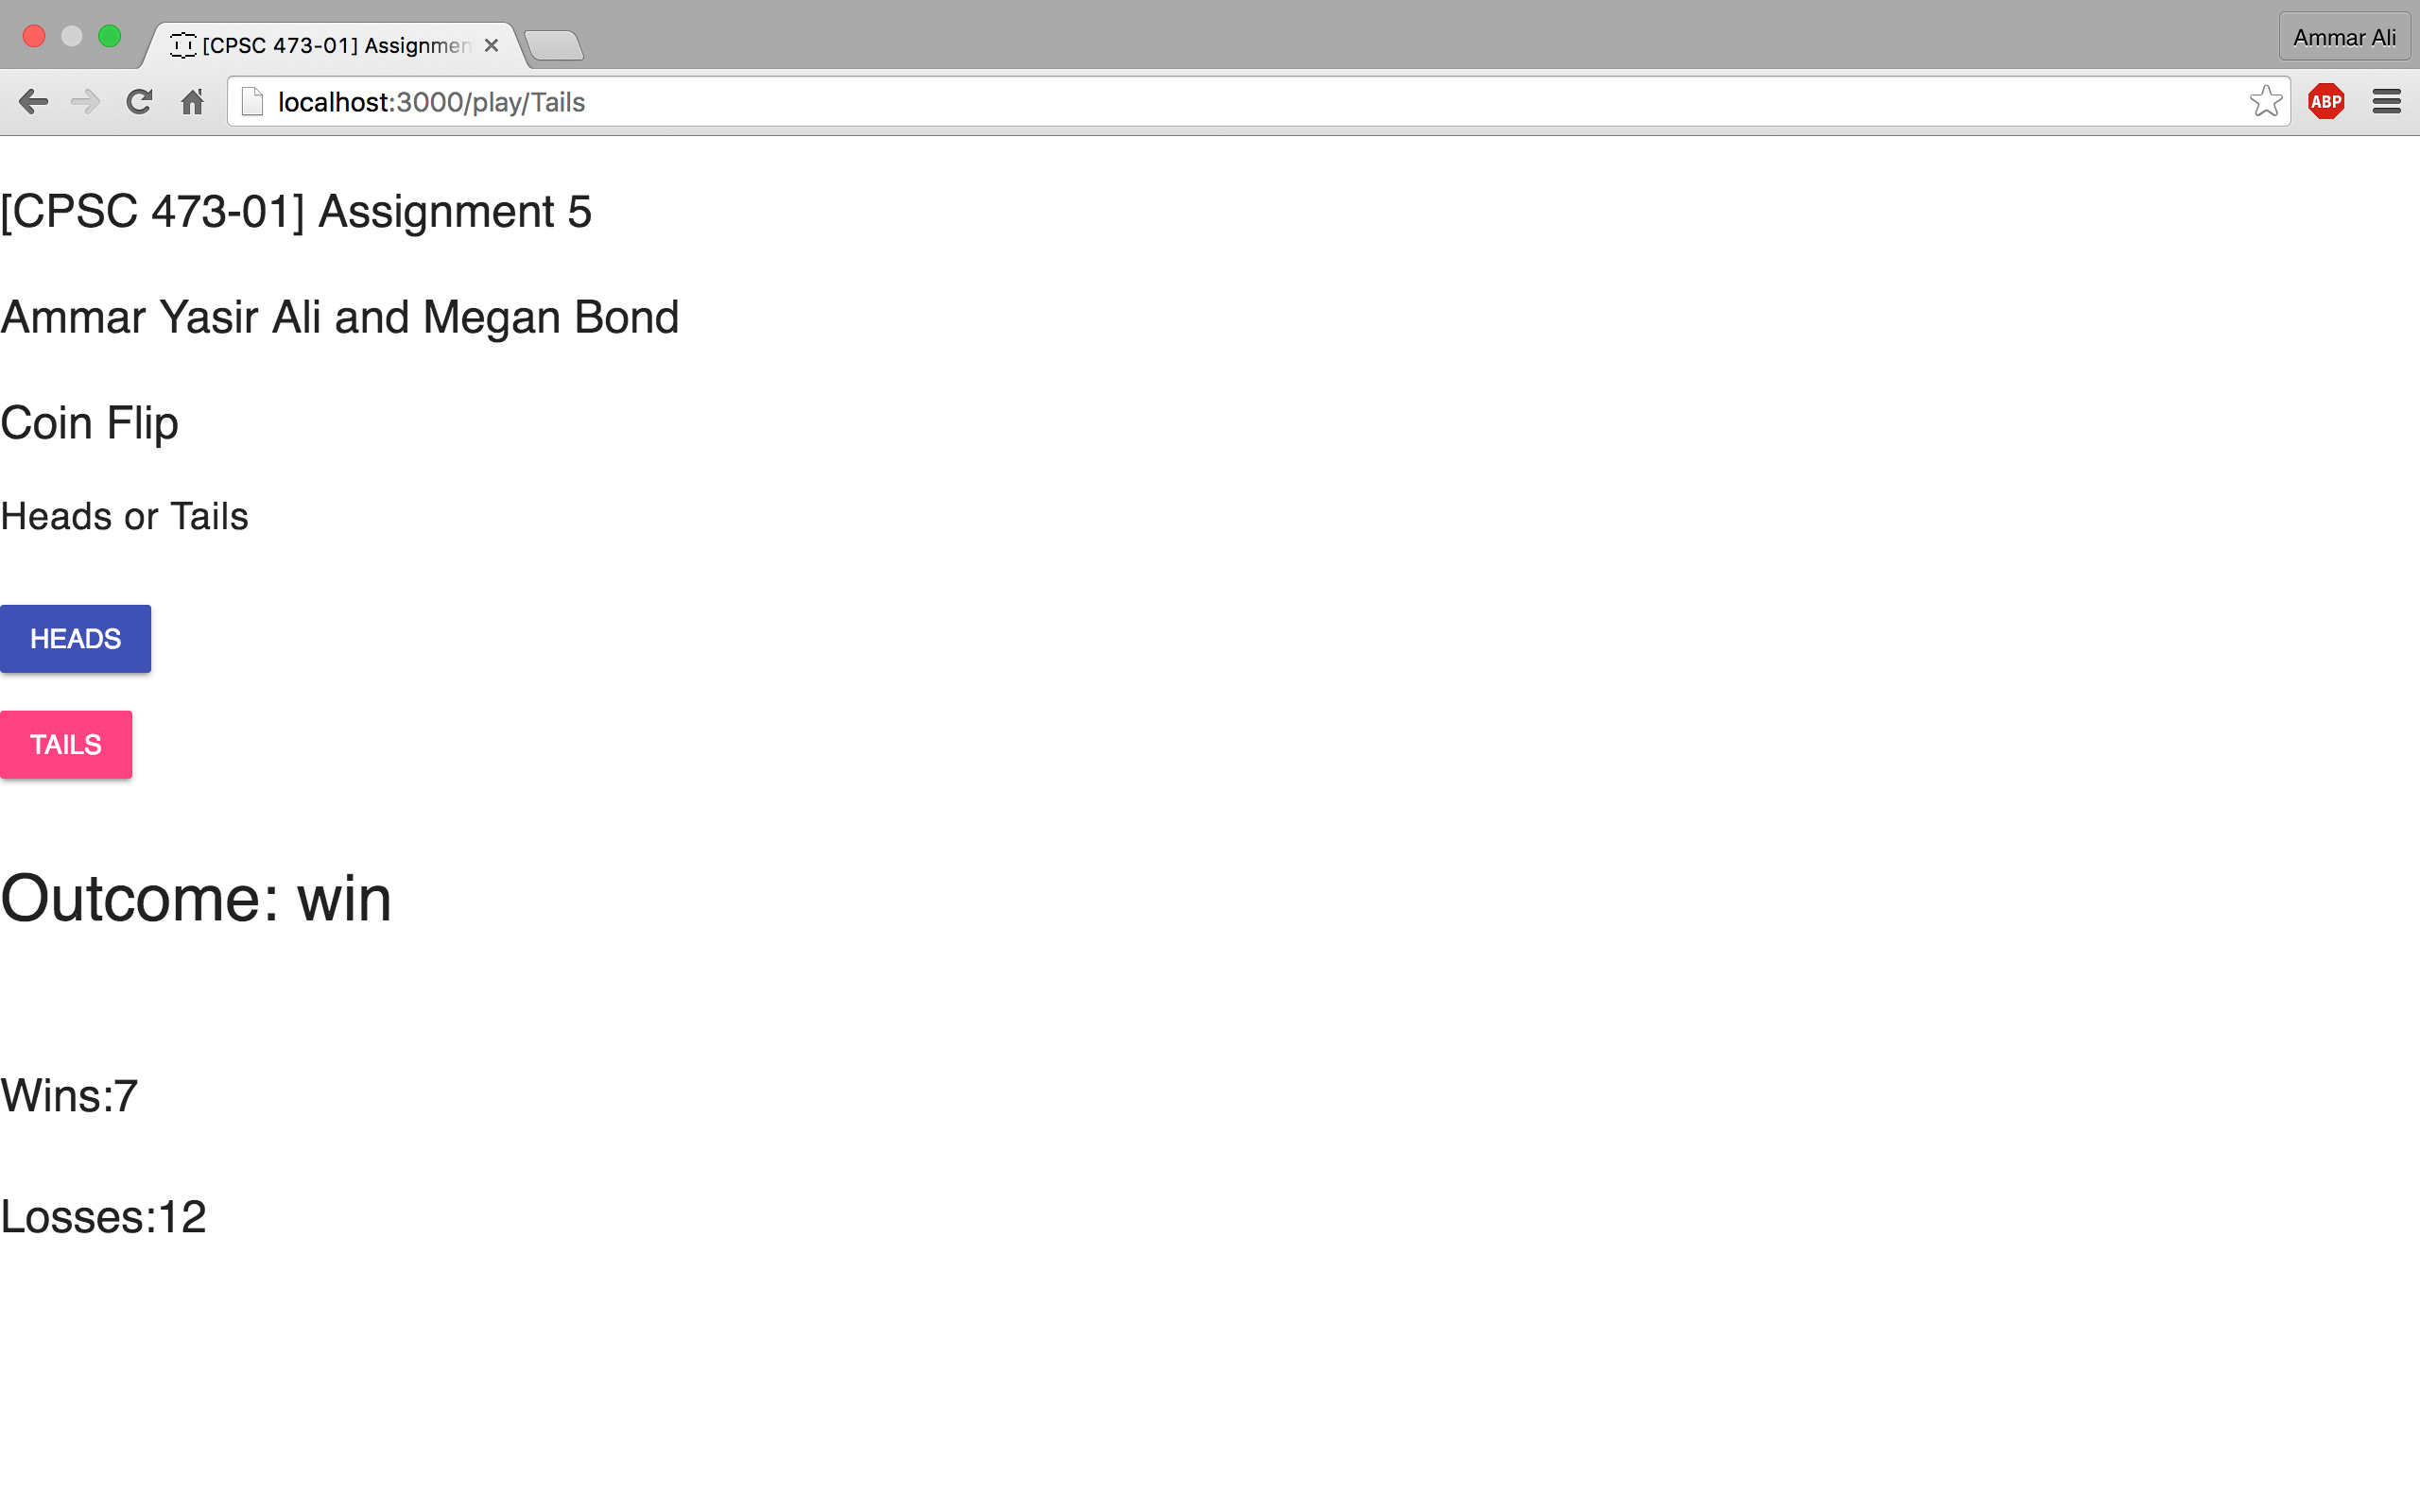 [CPSC 473-01] Assignmen
Ammar Ali
localhost:3000/play/Tails
ABP
[CPSC 473-01] Assignment 5
Ammar Yasir Ali and Megan Bond
Coin Flip
Heads or Tails
HEADS
TAILS
Outcome: win
Wins:7
Losses:12